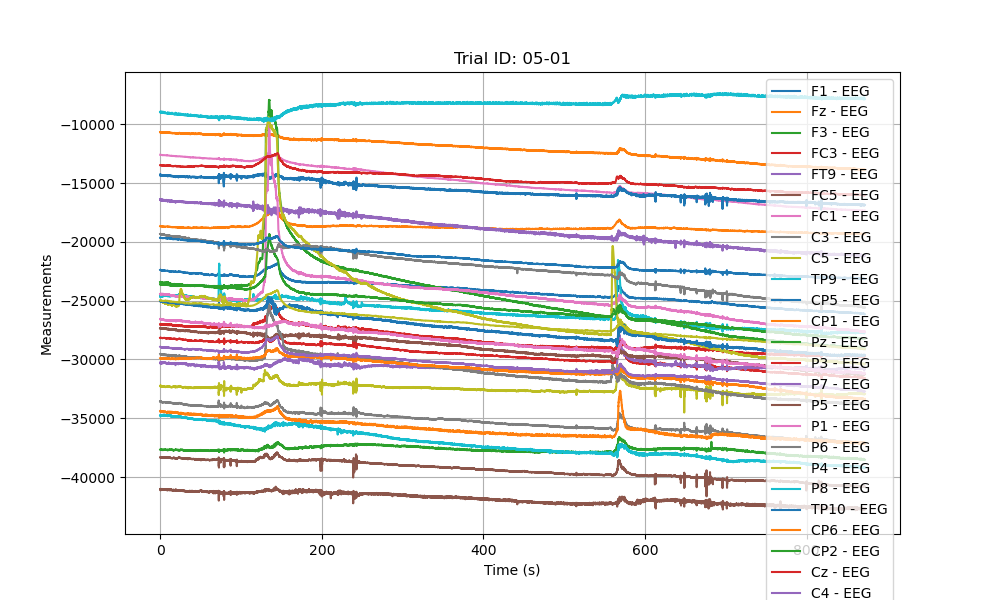 Trial ID: 05-01
Measurements
−10000
−15000
−20000
−25000
−30000
−35000
−40000
0
200
400
600
800
Time (s)
F1 - EEG
Fz - EEG
F3 - EEG
FC3 - EEG
FT9 - EEG
FC5 - EEG
FC1 - EEG
C3 - EEG
C5 - EEG
TP9 - EEG
CP5 - EEG
CP1 - EEG
Pz - EEG
P3 - EEG
P7 - EEG
P5 - EEG
P1 - EEG
P6 - EEG
P4 - EEG
P8 - EEG
TP10 - EEG
CP6 - EEG
CP2 - EEG
Cz - EEG
C4 - EEG